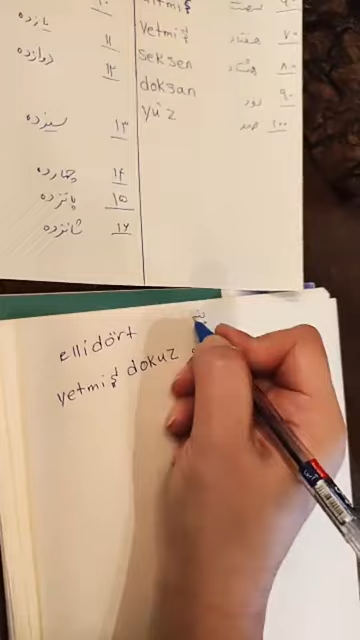 یازده ۱۱
دوازده ۱۲
سیزده ۱۳
چهارده ۱۴
پانزده ۱۵
شانزده ۱۶
yetmiş هفتاد ۷۰
seksen هشتاد ۸۰
doksan نود ۹۰
yüz صد ۱۰۰
elli dört
yetmiş dokuz